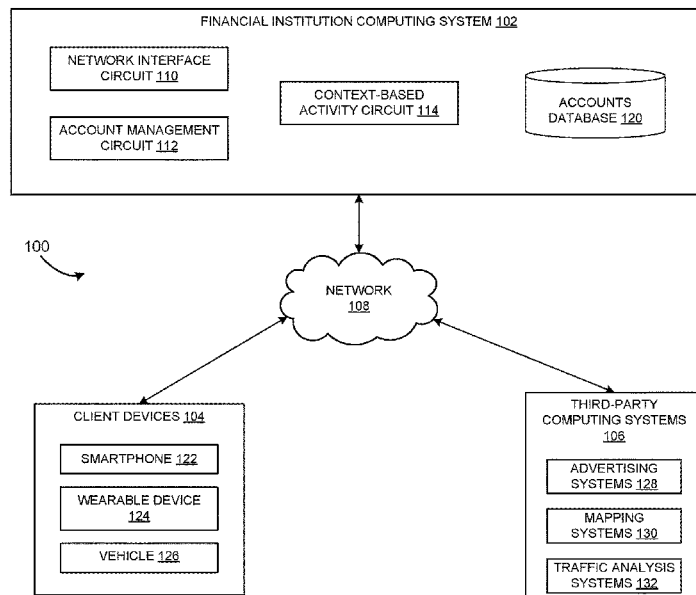 FINANCIAL INSTITUTION COMPUTING SYSTEM 102
NETWORK INTERFACE
CIRCUIT 110
ACCOUNT MANAGEMENT
CIRCUIT 112
CONTEXT-BASED
ACTIVITY CIRCUIT 114
ACCOUNTS
DATABASE 120
100
NETWORK
108
CLIENT DEVICES 104
SMARTPHONE 122
WEARABLE DEVICE
124
VEHICLE 126
THIRD-PARTY
COMPUTING SYSTEMS
106
ADVERTISING
SYSTEMS 128
MAPPING
SYSTEMS 130
TRAFFIC ANALYSIS
SYSTEMS 132